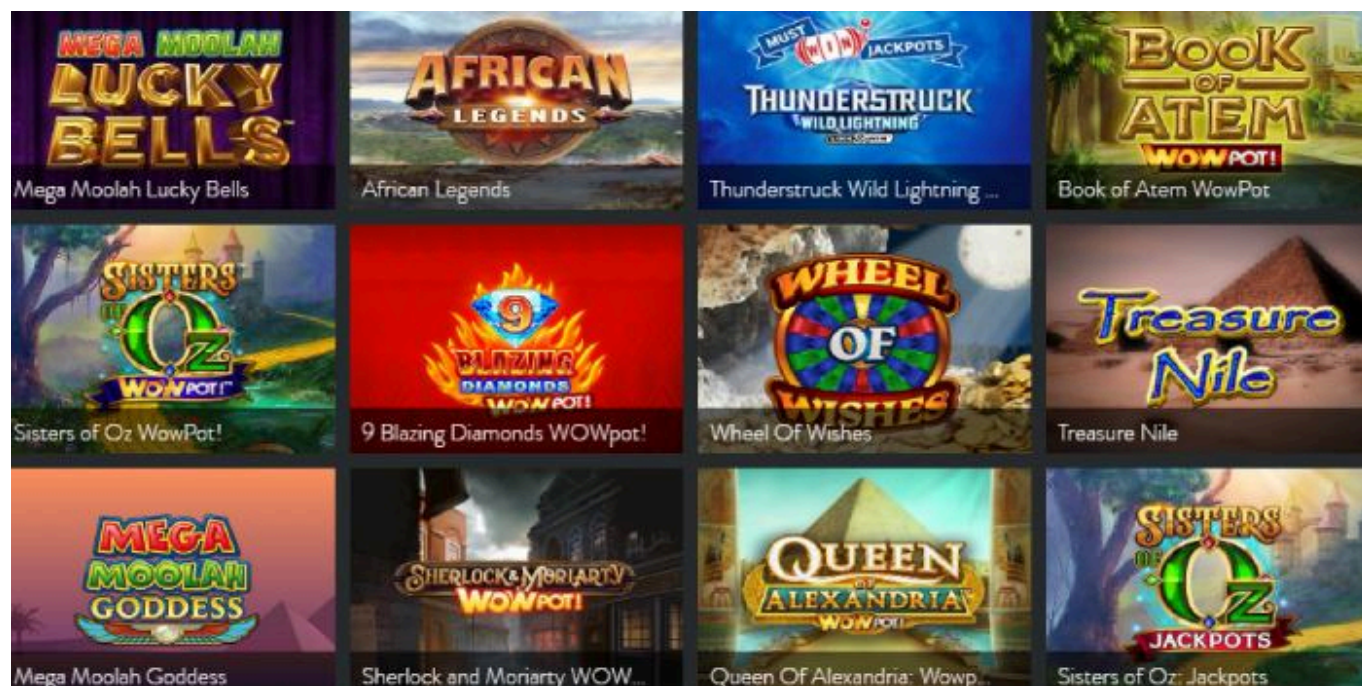 MEGA MOOLAH
LUCKY
BELLS
Mega Moolah Lucky Bells
AFRICAN
LEGENDS
African Legends
MUST WON JACKPOTS
THUNDERSTRUCK
WILD LIGHTNING
Thunderstruck Wild Lightning ...
BOOK
OF
ATEM
WOWPOT!
Book of Atem WowPot
SISTERS
OF
OZ
WOWPOT!
Sisters of Oz WowPot!
9
BLAZING
DIAMONDS
WOWPOT!
9 Blazing Diamonds WOWpot!
WHEEL
OF
WISHES
Wheel Of Wishes
Treasure
Nile
Treasure Nile
MEGA
MOOLAH
GODDESS
Mega Moolah Goddess
SHERLOCK & MORIARTY
WOWPOT!
Sherlock and Moriarty WOW...
QUEEN
OF
ALEXANDRIA
WOWPOT!
Queen Of Alexandria: Wowp...
SISTERS
OF
OZ
JACKPOTS
Sisters of Oz: Jackpots